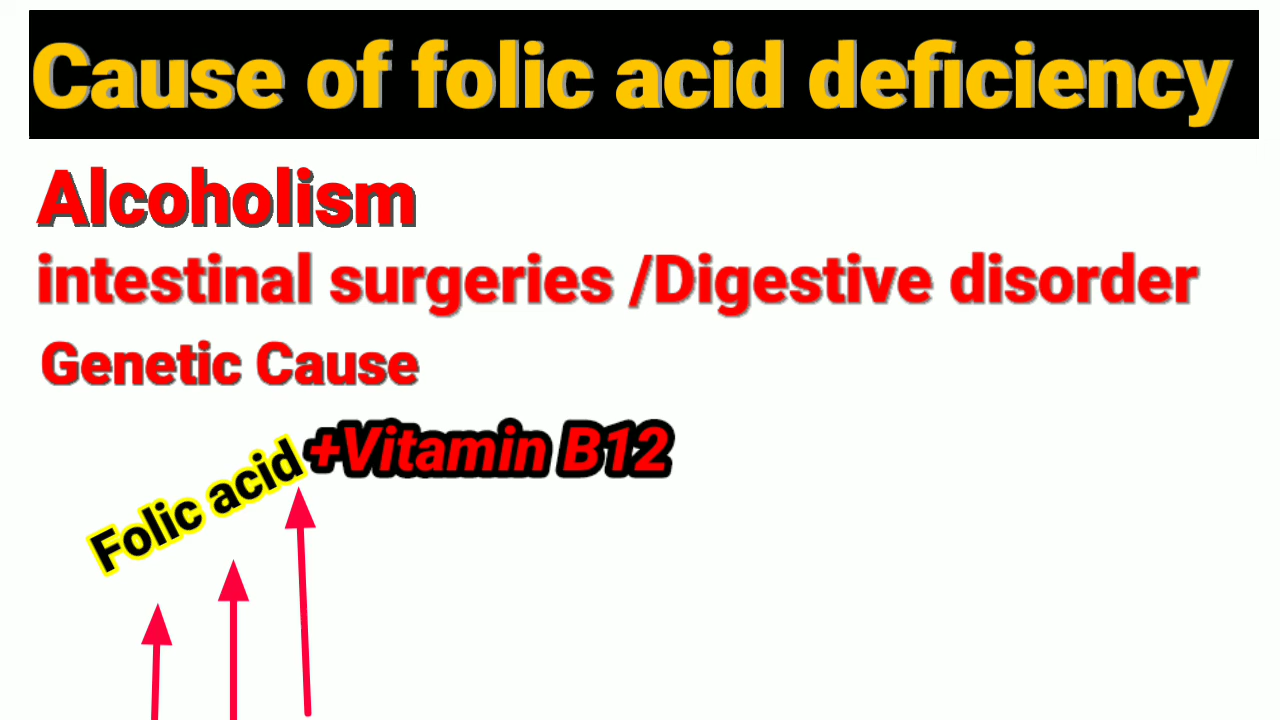 Cause of folic acid deficiency
Alcoholism
intestinal surgeries /Digestive disorder
Genetic Cause
Folic acid +Vitamin B12